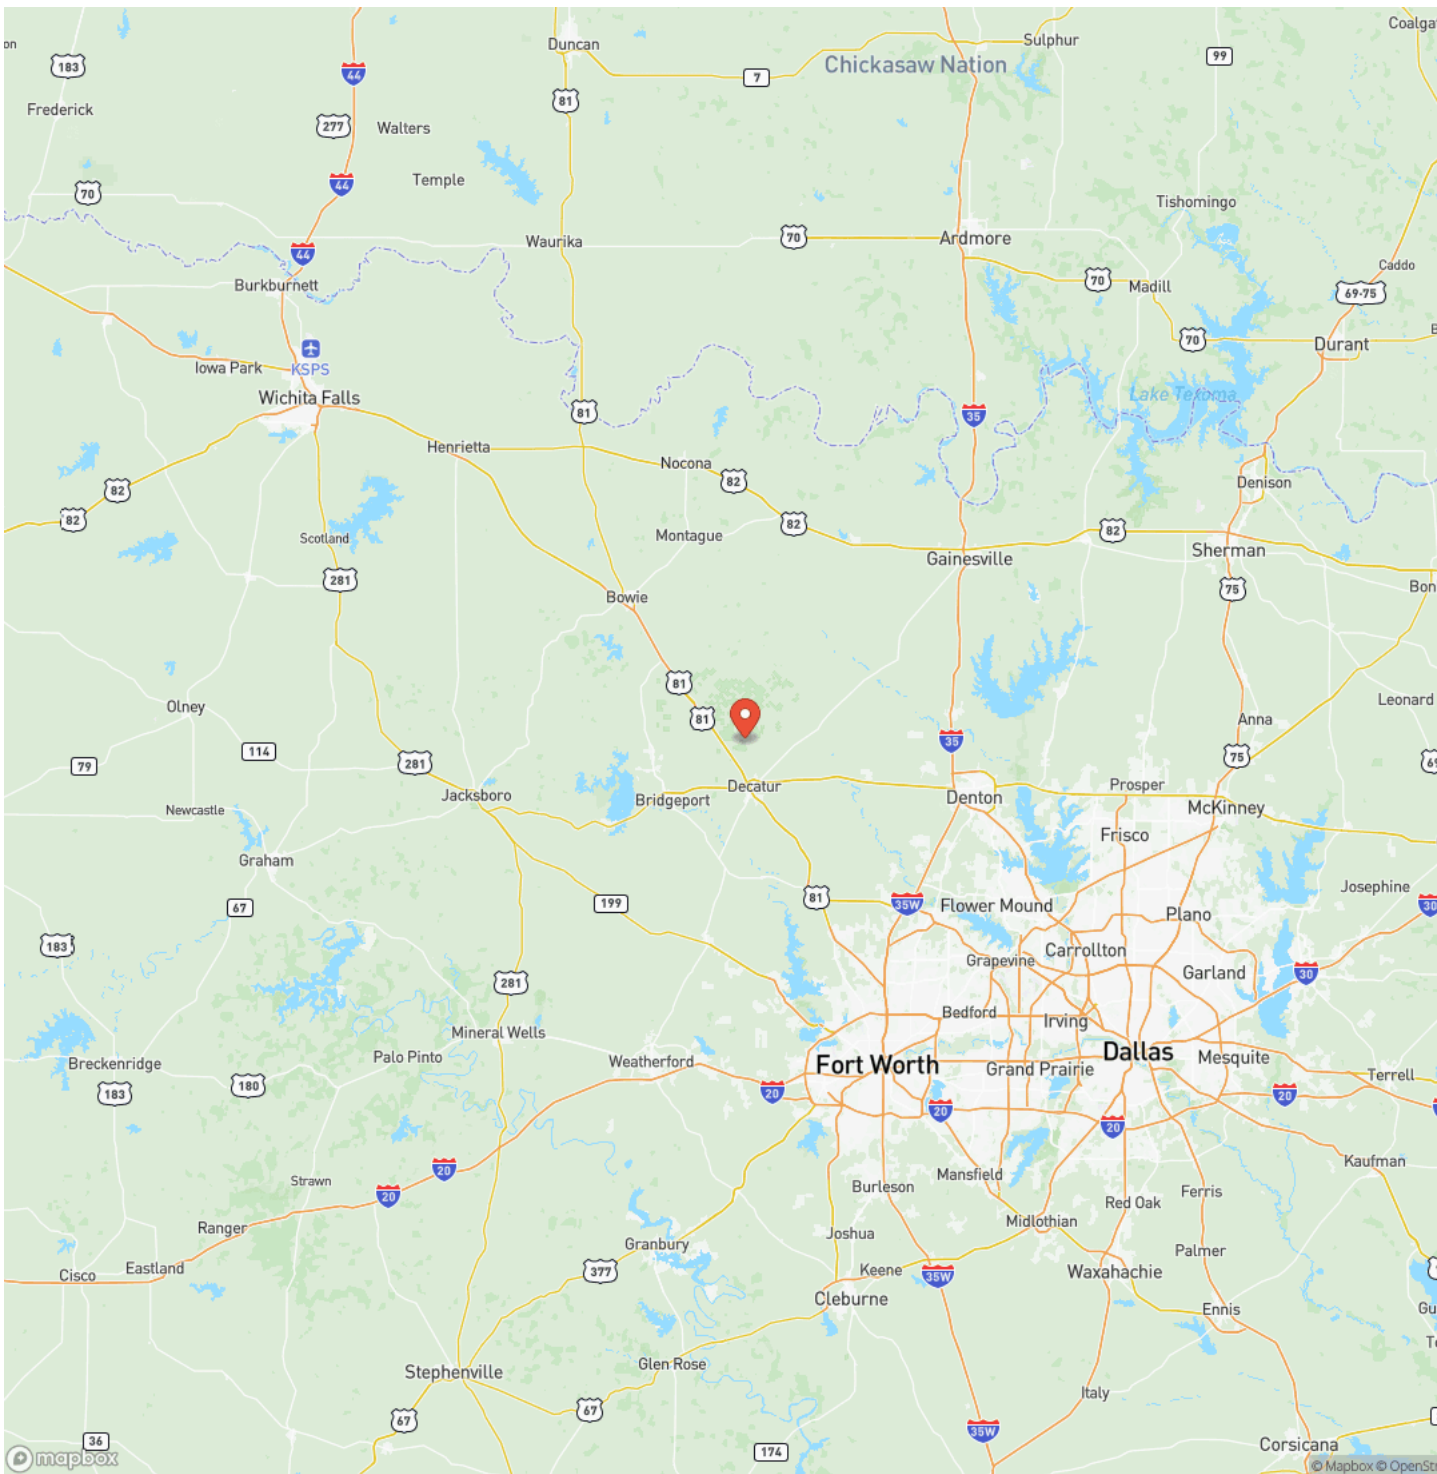 Duncan
Sulphur
Coalga
on
183
44
Chickasaw Nation
99
7
Frederick
81
277
Walters
44
Temple
70
Tishomingo
Waurika
70
Ardmore
44
Caddo
Burkburnett
70
Madill
69-75
KSPS
Iowa Park
70
Durant
Wichita Falls
Lake Texoma
81
35
Henrietta
Nocona
82
82
Denison
82
82
Scotland
Montague
82
Sherman
Gainesville
281
75
Bon
Bowie
81
Olney
81
Leonard
Anna
35
114
281
75
79
69
Decatur
Prosper
Jacksboro
Bridgeport
Denton
McKinney
Newcastle
Frisco
Graham
Josephine
67
199
81
35W
Flower Mound
30
Plano
183
Carrollton
Grapevine
Garland
30
281
Bedford
Irving
Mineral Wells
Dallas
Palo Pinto
Weatherford
Fort Worth
Mesquite
Breckenridge
Grand Prairie
Terrell
180
183
20
20
20
20
Kaufman
20
Mansfield
Strawn
20
Burleson
Ferris
Red Oak
Ranger
Joshua
Midlothian
Granbury
Palmer
Eastland
Cisco
377
Keene
35W
Waxahachie
Cleburne
Ennis
Gu
Glen Rose
Stephenville
Italy
67
67
35W
36
174
Corsicana
mapbox
© Mapbox © OpenStr